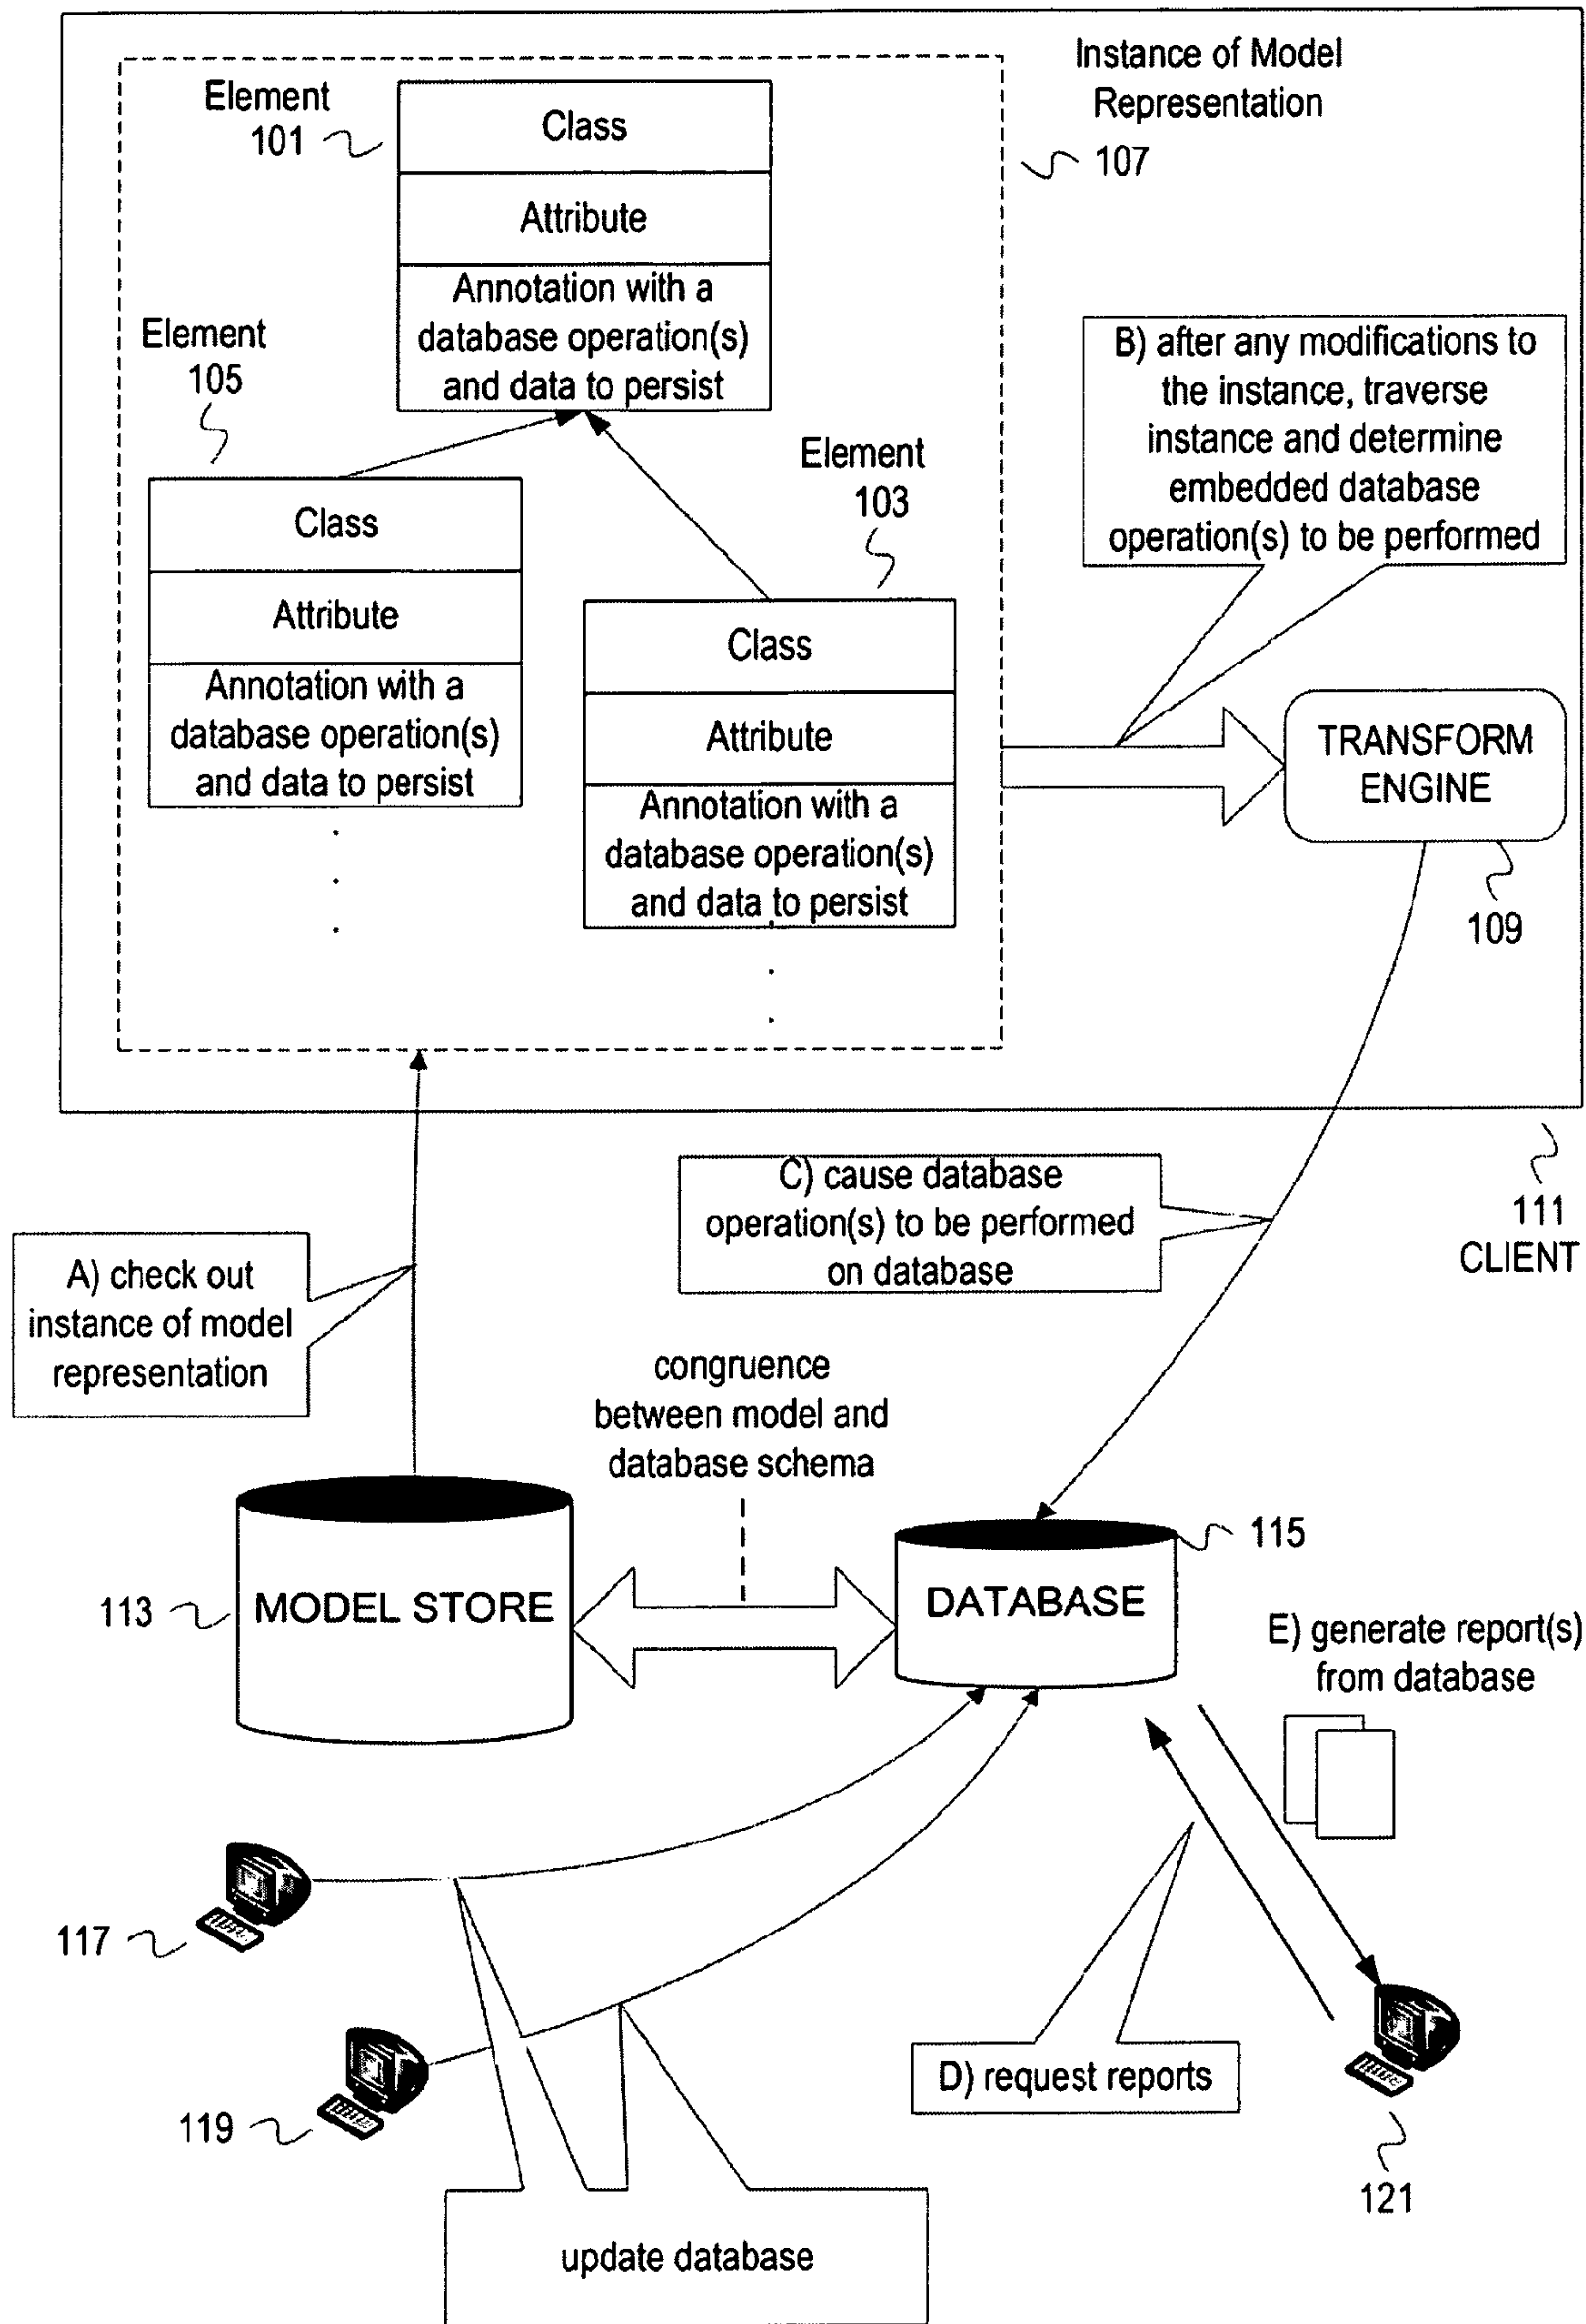 Instance of Model
Representation
107
Element
101
Class
Attribute
Annotation with a
database operation(s)
and data to persist
Element
105
Class
Attribute
Annotation with a
database operation(s)
and data to persist
Element
103
Class
Attribute
Annotation with a
database operation(s)
and data to persist
B) after any modifications to
the instance, traverse
instance and determine
embedded database
operation(s) to be performed
TRANSFORM
ENGINE
109
111
CLIENT
C) cause database
operation(s) to be performed
on database
A) check out
instance of model
representation
congruence
between model and
database schema
113
MODEL STORE
DATABASE
115
E) generate report(s)
from database
117
119
D) request reports
121
update database